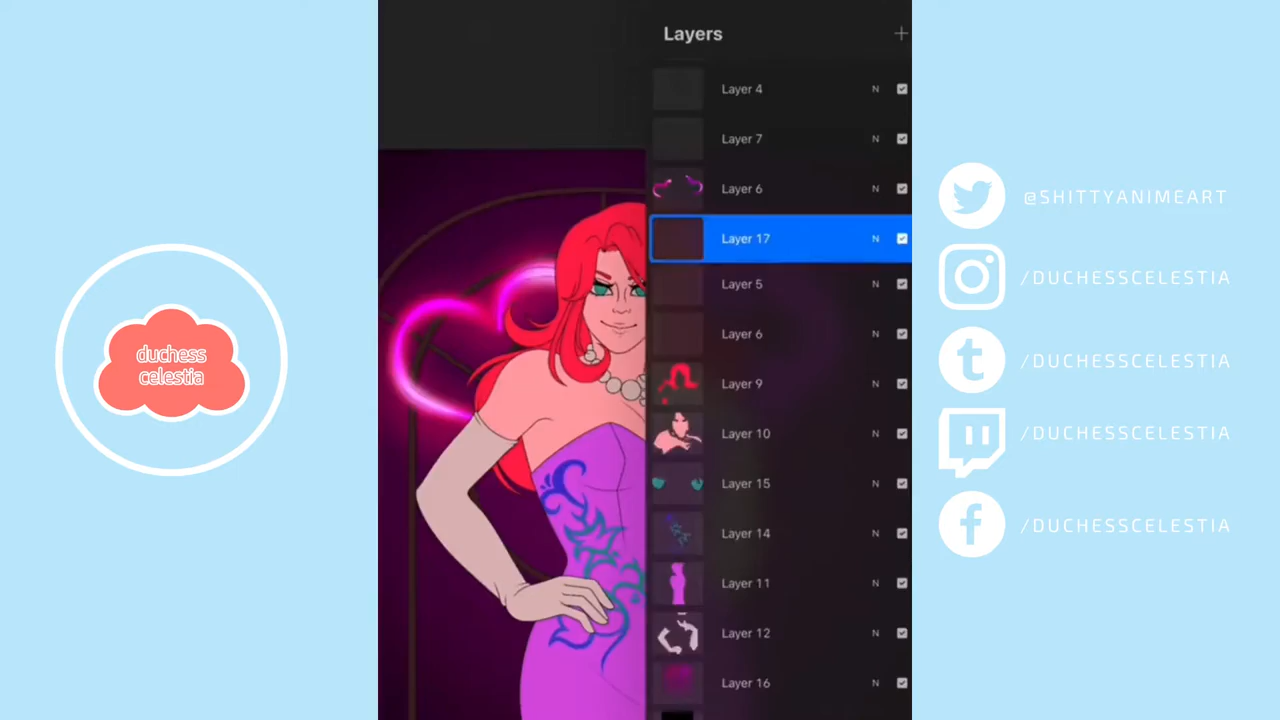 duchess
celestia
Layers
Layer 4 N
Layer 7 N
Layer 6 N
Layer 17 N
Layer 5 N
Layer 6 N
Layer 9 N
Layer 10 N
Layer 15 N
Layer 14 N
Layer 11 N
Layer 12 N
Layer 16 N
@SHITTYANIMEART
/DUCHESSCELESTIA
/DUCHESSCELESTIA
/DUCHESSCELESTIA
/DUCHESSCELESTIA